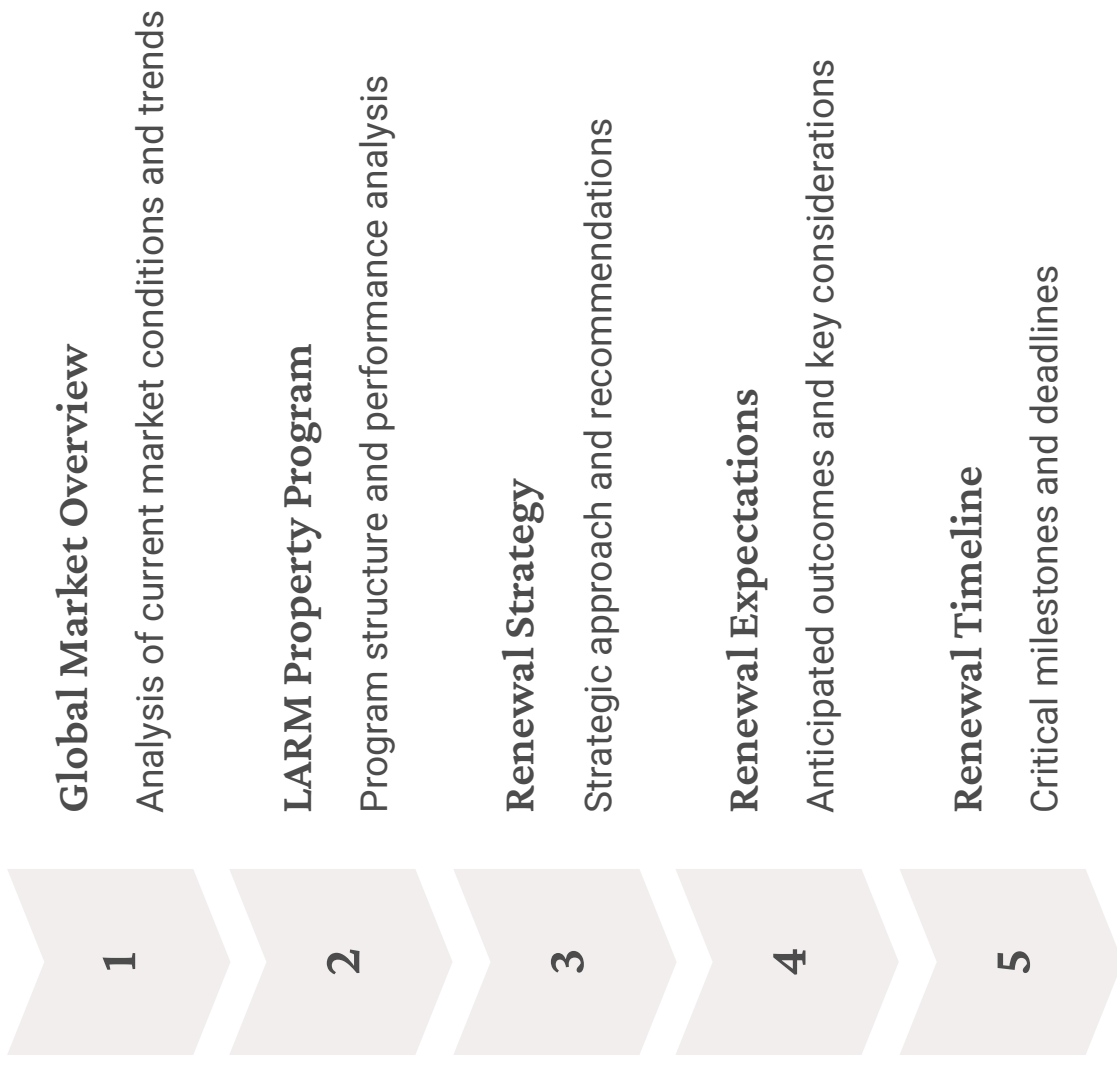 1
Global Market Overview
Analysis of current market conditions and trends
2
LARM Property Program
Program structure and performance analysis
3
Renewal Strategy
Strategic approach and recommendations
4
Renewal Expectations
Anticipated outcomes and key considerations
5
Renewal Timeline
Critical milestones and deadlines